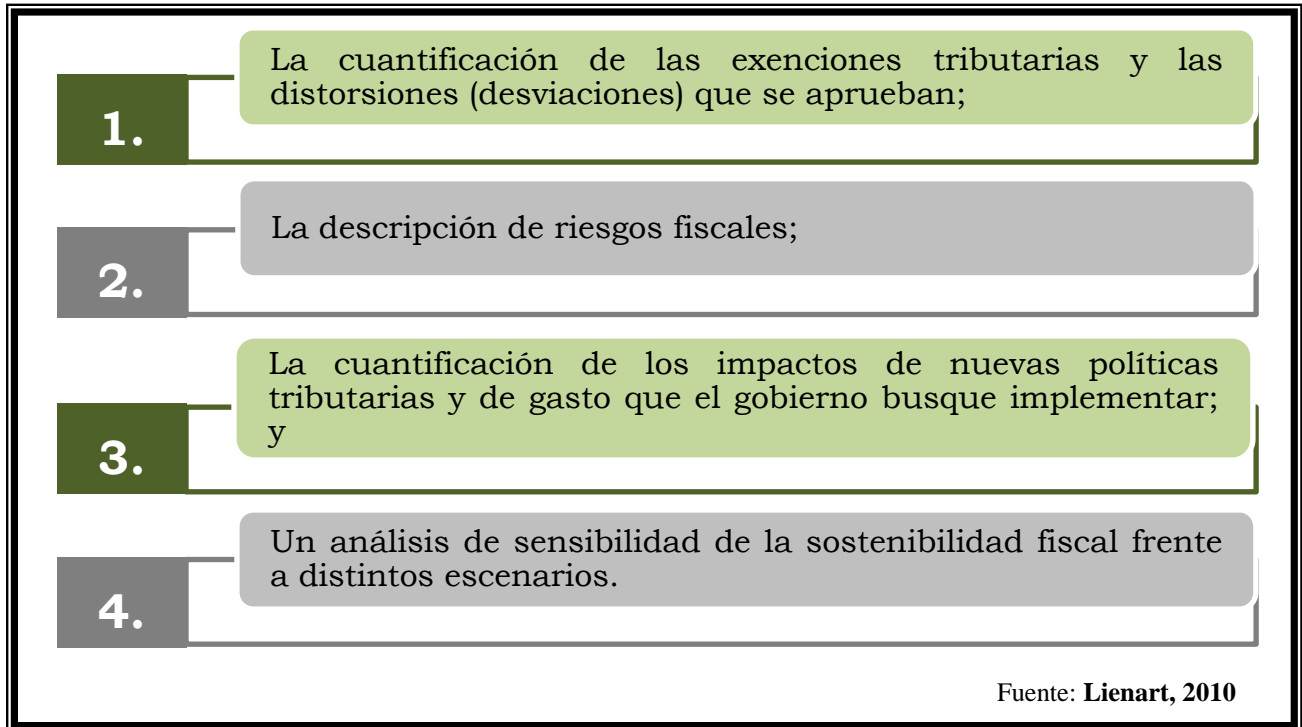 1.
La cuantificación de las exenciones tributarias y las
distorsiones (desviaciones) que se aprueban;
2.
La descripción de riesgos fiscales;
3.
La cuantificación de los impactos de nuevas políticas
tributarias y de gasto que el gobierno busque implementar;
y
4.
Un análisis de sensibilidad de la sostenibilidad fiscal frente
a distintos escenarios.
Fuente: Lienart, 2010